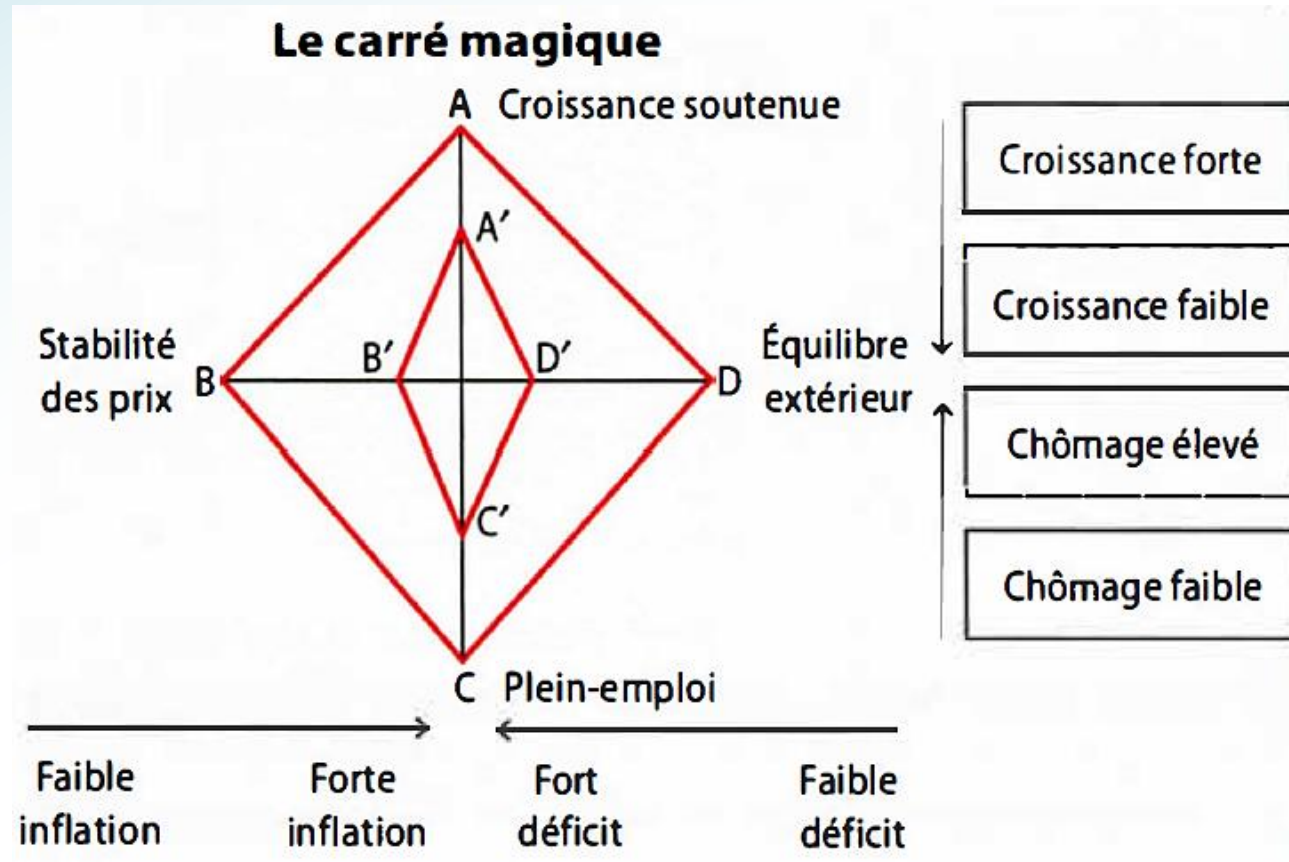 Le carré magique
A Croissance soutenue
Croissance forte
A′
Croissance faible
Stabilité
des prix
B
B′
D′
D
Équilibre
extérieur
Chômage élevé
C′
Chômage faible
C Plein-emploi
Faible
inflation
Forte
inflation
Fort
déficit
Faible
déficit